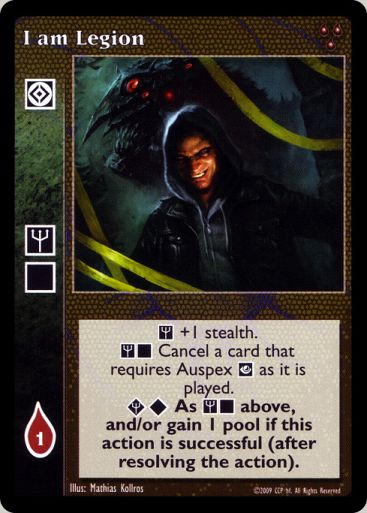 I am Legion
+1 stealth.
Cancel a card that
requires Auspex as it is
played.
As above,
and/or gain 1 pool if this
action is successful (after
resolving the action).
1
Illus: Mathias Kollros
©2009 CCP hf. All Rights Reserved